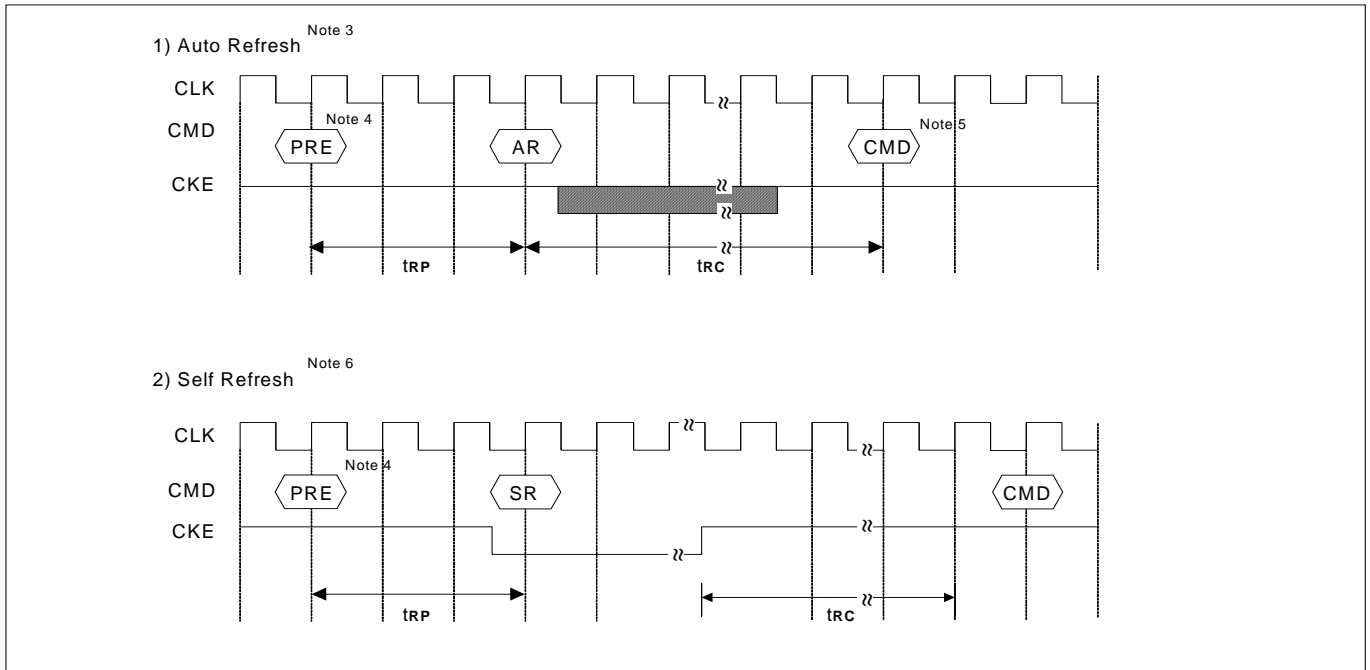 1) Auto Refresh Note 3
CLK
CMD
PRE
Note 4
AR
CMD
Note 5
CKE
tRP
tRC
2) Self Refresh Note 6
CLK
CMD
PRE
Note 4
SR
CMD
CKE
tRP
tRC